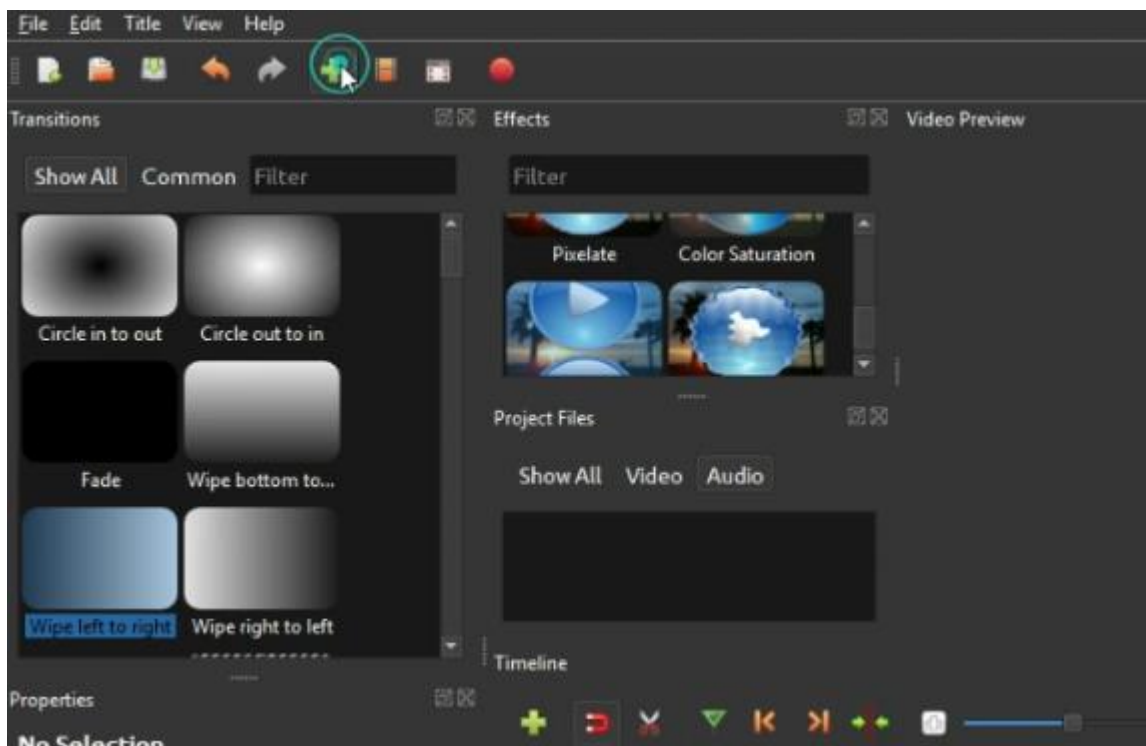 File Edit Title View Help
Transitions
Effects
Video Preview
Show All Common Filter
Filter
Pixelate Color Saturation
Circle in to out Circle out to in
Fade Wipe bottom to...
Project Files
Show All Video Audio
Wipe left to right Wipe right to left
Timeline
Properties
No Selection